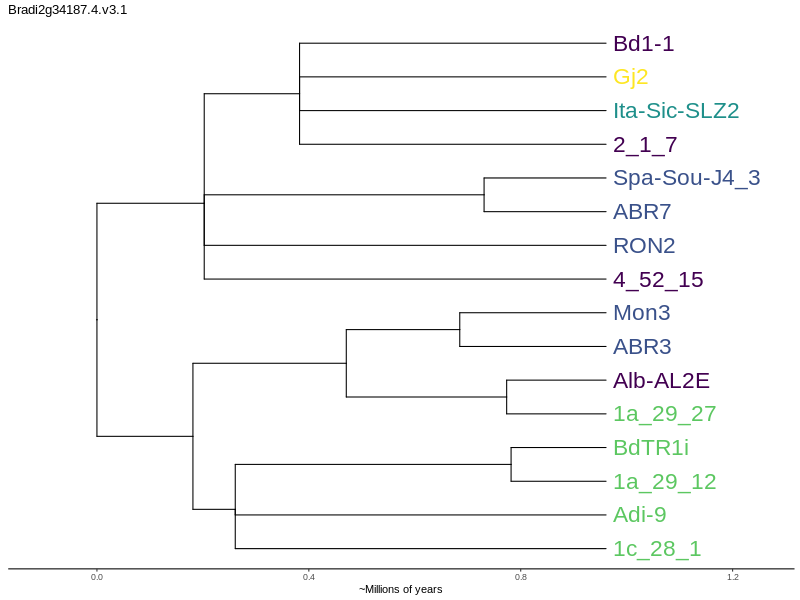 Bradi2g34187.4.v3.1
Bd1-1
Gj2
Ita-Sic-SLZ2
2_1_7
Spa-Sou-J4_3
ABR7
RON2
4_52_15
Mon3
ABR3
Alb-AL2E
1a_29_27
BdTR1i
1a_29_12
Adi-9
1c_28_1
0.0 0.4 0.8 1.2
~Millions of years